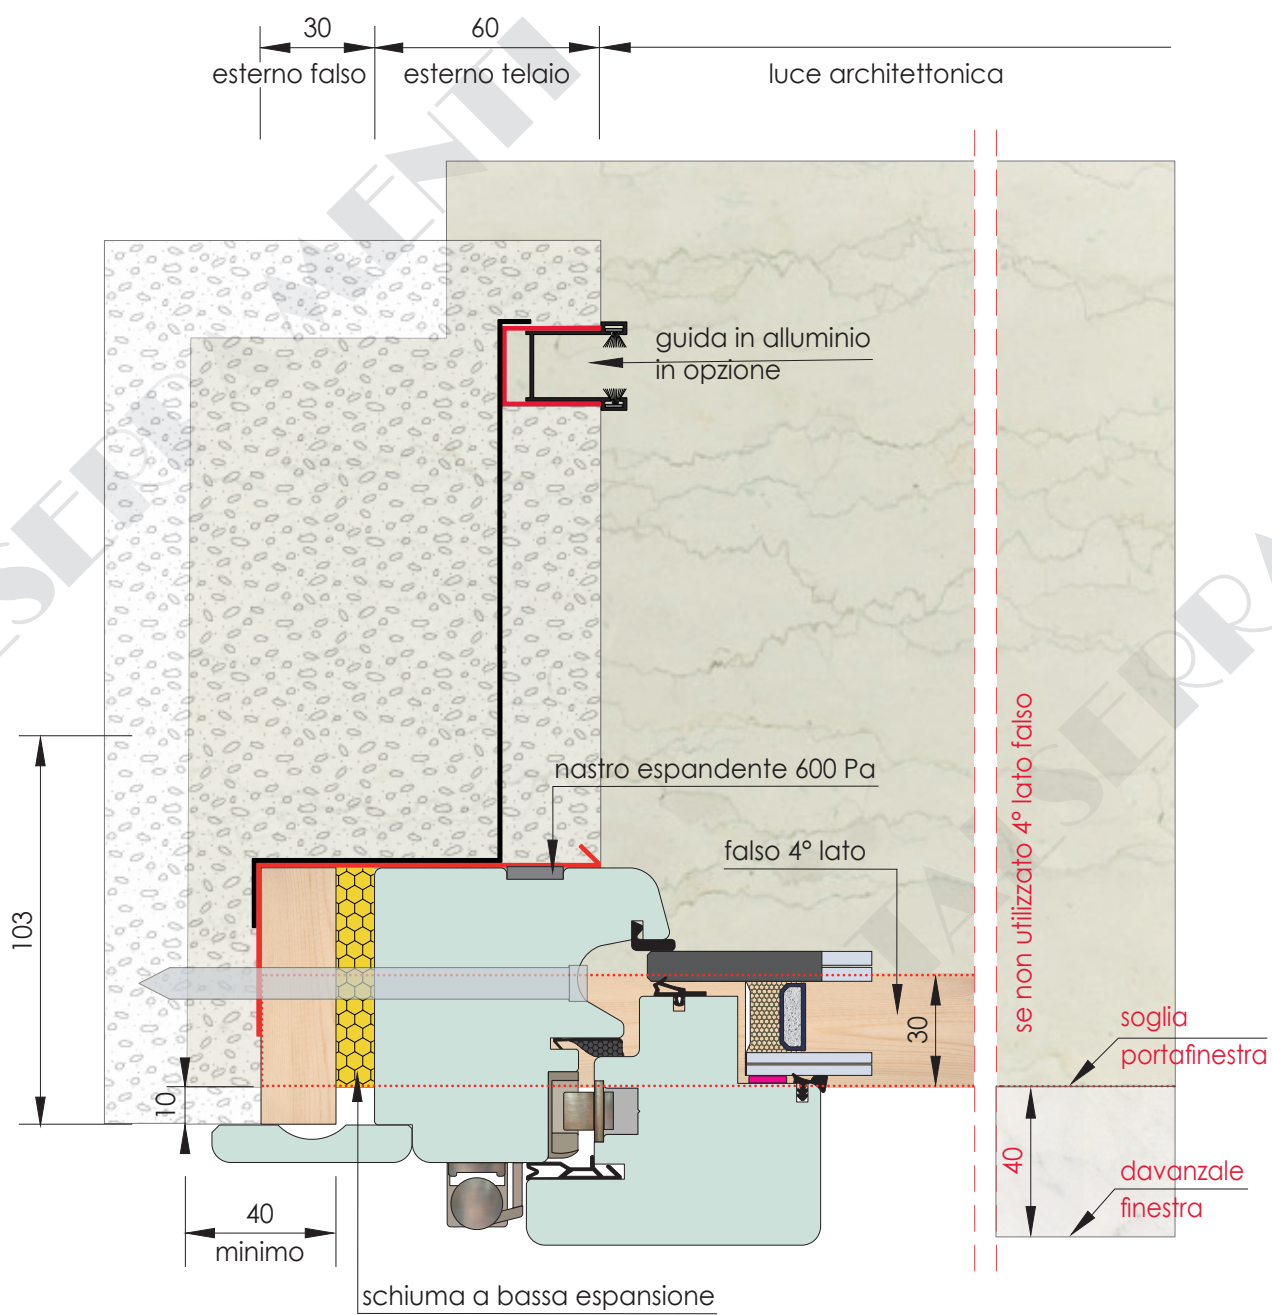 30
60
esterno falso
esterno telaio
luce architettonica
guida in alluminio
in opzione
nastro espandente 600 Pa
falso 4° lato
se non utilizzato 4° lato falso
103
30
soglia
portafinestra
10
40
davanzale
finestra
40
minimo
schiuma a bassa espansione